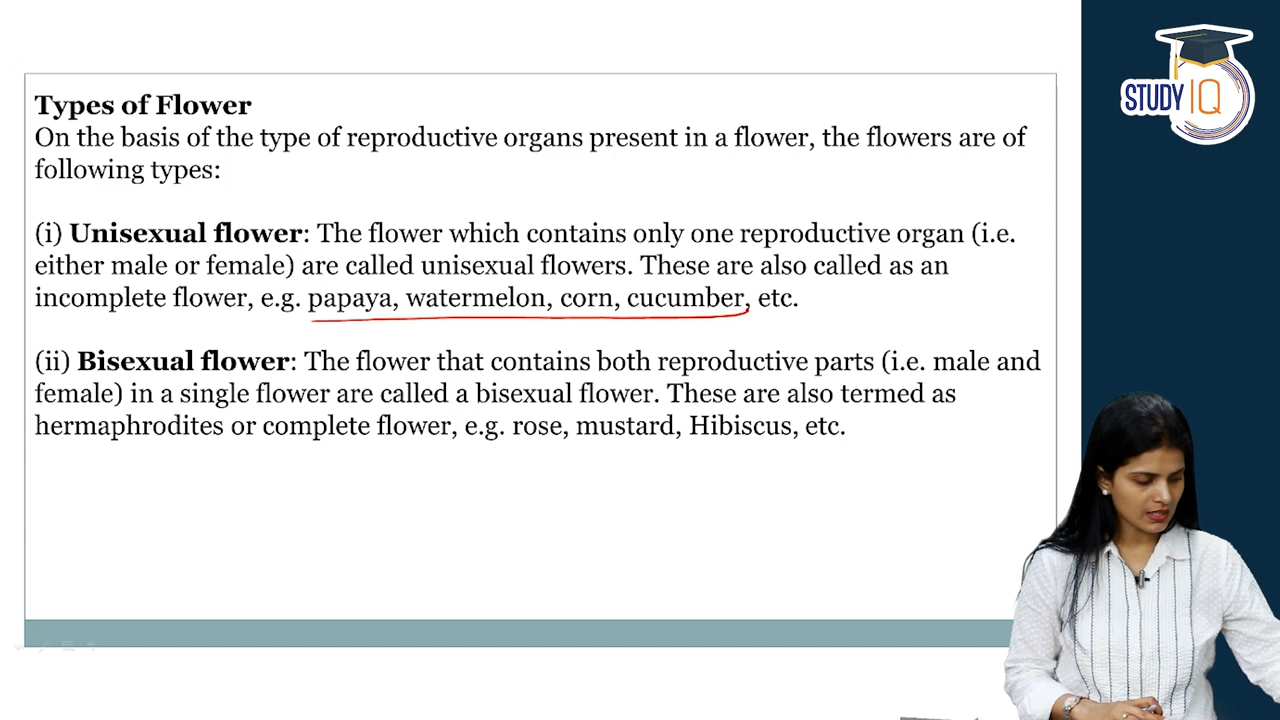 STUDY IQ
Types of Flower
On the basis of the type of reproductive organs present in a flower, the flowers are of
following types:
(i) Unisexual flower: The flower which contains only one reproductive organ (i.e.
either male or female) are called unisexual flowers. These are also called as an
incomplete flower, e.g. papaya, watermelon, corn, cucumber, etc.
(ii) Bisexual flower: The flower that contains both reproductive parts (i.e. male and
female) in a single flower are called a bisexual flower. These are also termed as
hermaphrodites or complete flower, e.g. rose, mustard, Hibiscus, etc.